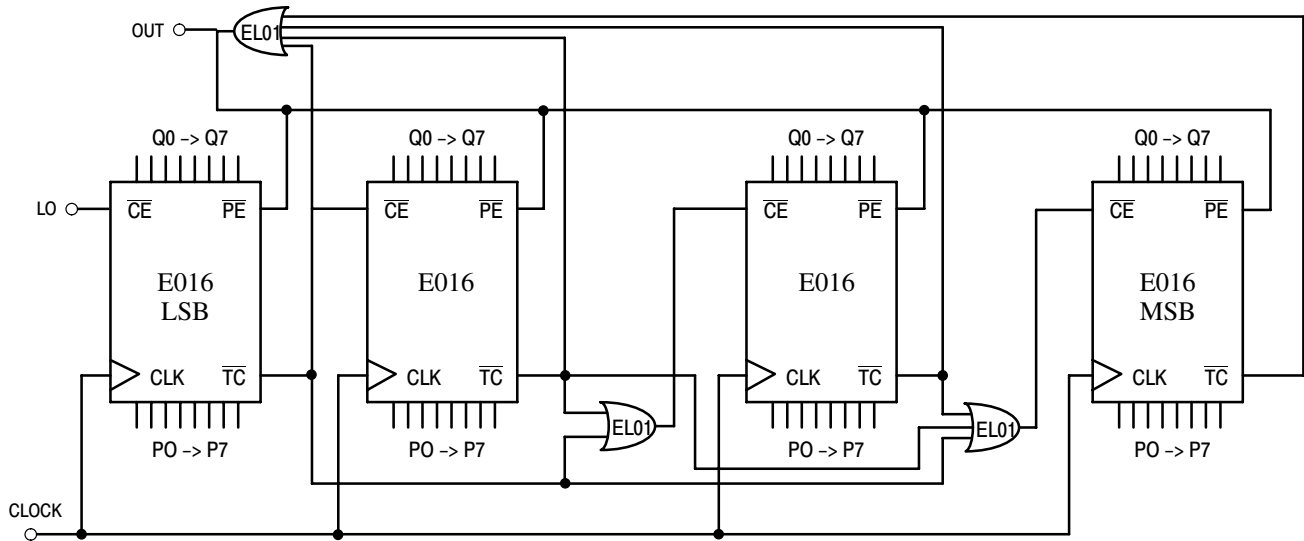 OUT EL01
Q0 –> Q7 Q0 –> Q7 Q0 –> Q7 Q0 –> Q7
LO CE PE CE PE CE PE CE PE
E016 E016 E016 E016
LSB MSB
CLK TC CLK TC CLK TC CLK TC
EL01 EL01
PO –> P7 PO –> P7 PO –> P7 PO –> P7
CLOCK